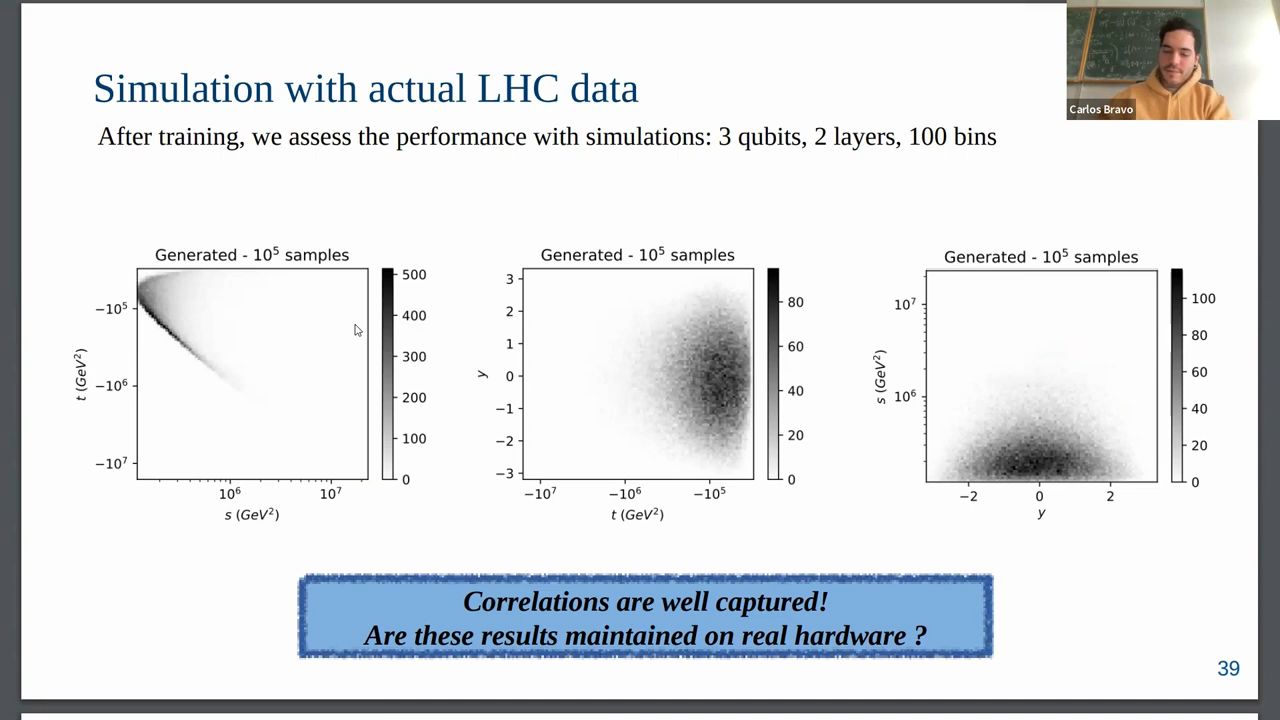 Carlos Bravo
Simulation with actual LHC data
After training, we assess the performance with simulations: 3 qubits, 2 layers, 100 bins
Generated - 10⁵ samples
−10⁵
−10⁶
−10⁷
t (GeV²)
10⁶ 10⁷
s (GeV²)
500
400
300
200
100
0
Generated - 10⁵ samples
3
2
1
0
−1
−2
−3
y
−10⁷ −10⁶ −10⁵
t (GeV²)
80
60
40
20
0
Generated - 10⁵ samples
10⁷
10⁶
s (GeV²)
−2 0 2
y
100
80
60
40
20
0
Correlations are well captured!
Are these results maintained on real hardware ?
39